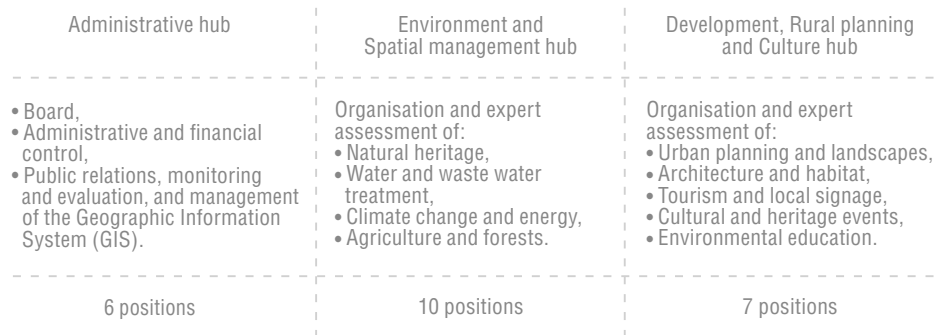 Administrative hub
Environment and
Spatial management hub
Development, Rural planning
and Culture hub
• Board,
• Administrative and financial
control,
• Public relations, monitoring
and evaluation, and management
of the Geographic Information
System (GIS).
Organisation and expert
assessment of:
• Natural heritage,
• Water and waste water
treatment,
• Climate change and energy,
• Agriculture and forests.
Organisation and expert
assessment of:
• Urban planning and landscapes,
• Architecture and habitat,
• Tourism and local signage,
• Cultural and heritage events,
• Environmental education.
6 positions
10 positions
7 positions